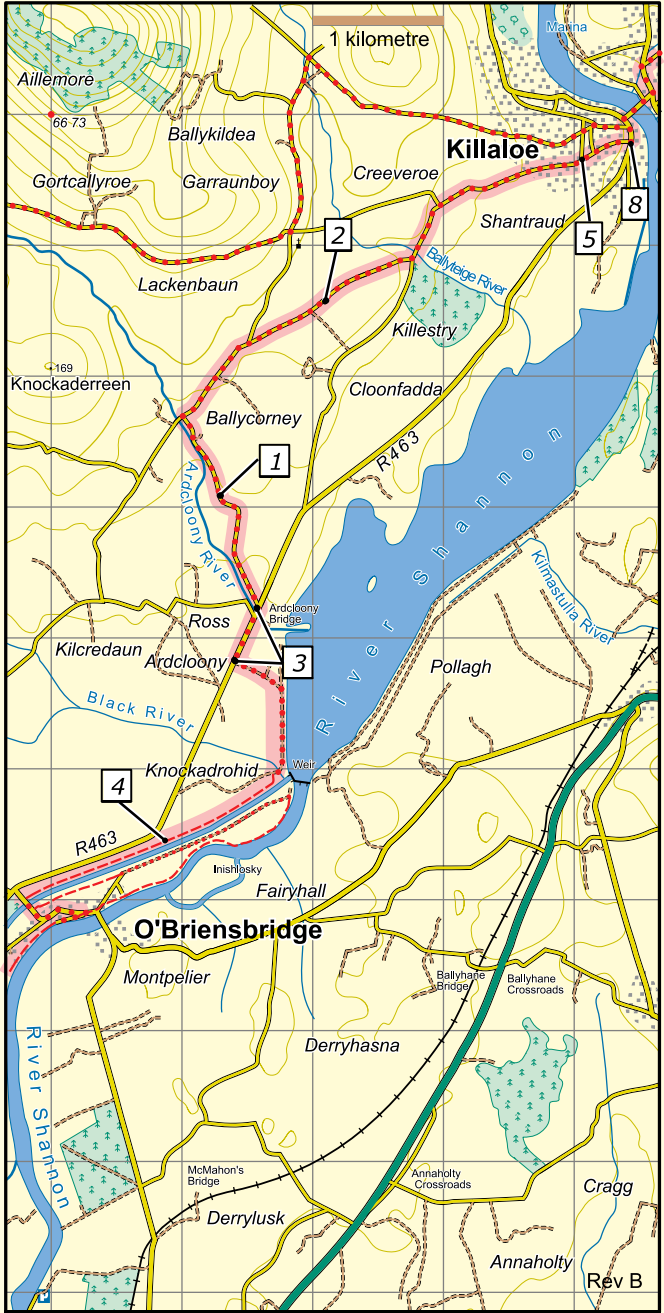 1 kilometre
Marina
Aillemore
66·73
Ballykildea
Killaloe
Gortcallyroe
Garraunboy
Creeveroe
8
Shantraud
5
2
Ballyteige River
Lackenbaun
Killestry
169
Knockaderreen
Cloonfadda
Ballycorney
R463
1
Ardcloony River
River Shannon
Kilmastulla River
Ardcloony
Bridge
Ross
Kilcredaun
Ardcloony
3
Pollagh
Black River
Weir
Knockadrohid
4
R463
Inishlosky
Fairyhall
O'Briensbridge
Montpelier
Ballyhane
Bridge
Ballyhane
Crossroads
River Shannon
Derryhasna
McMahon's
Bridge
Annaholty
Crossroads
Cragg
Derrylusk
Annaholty
Rev B